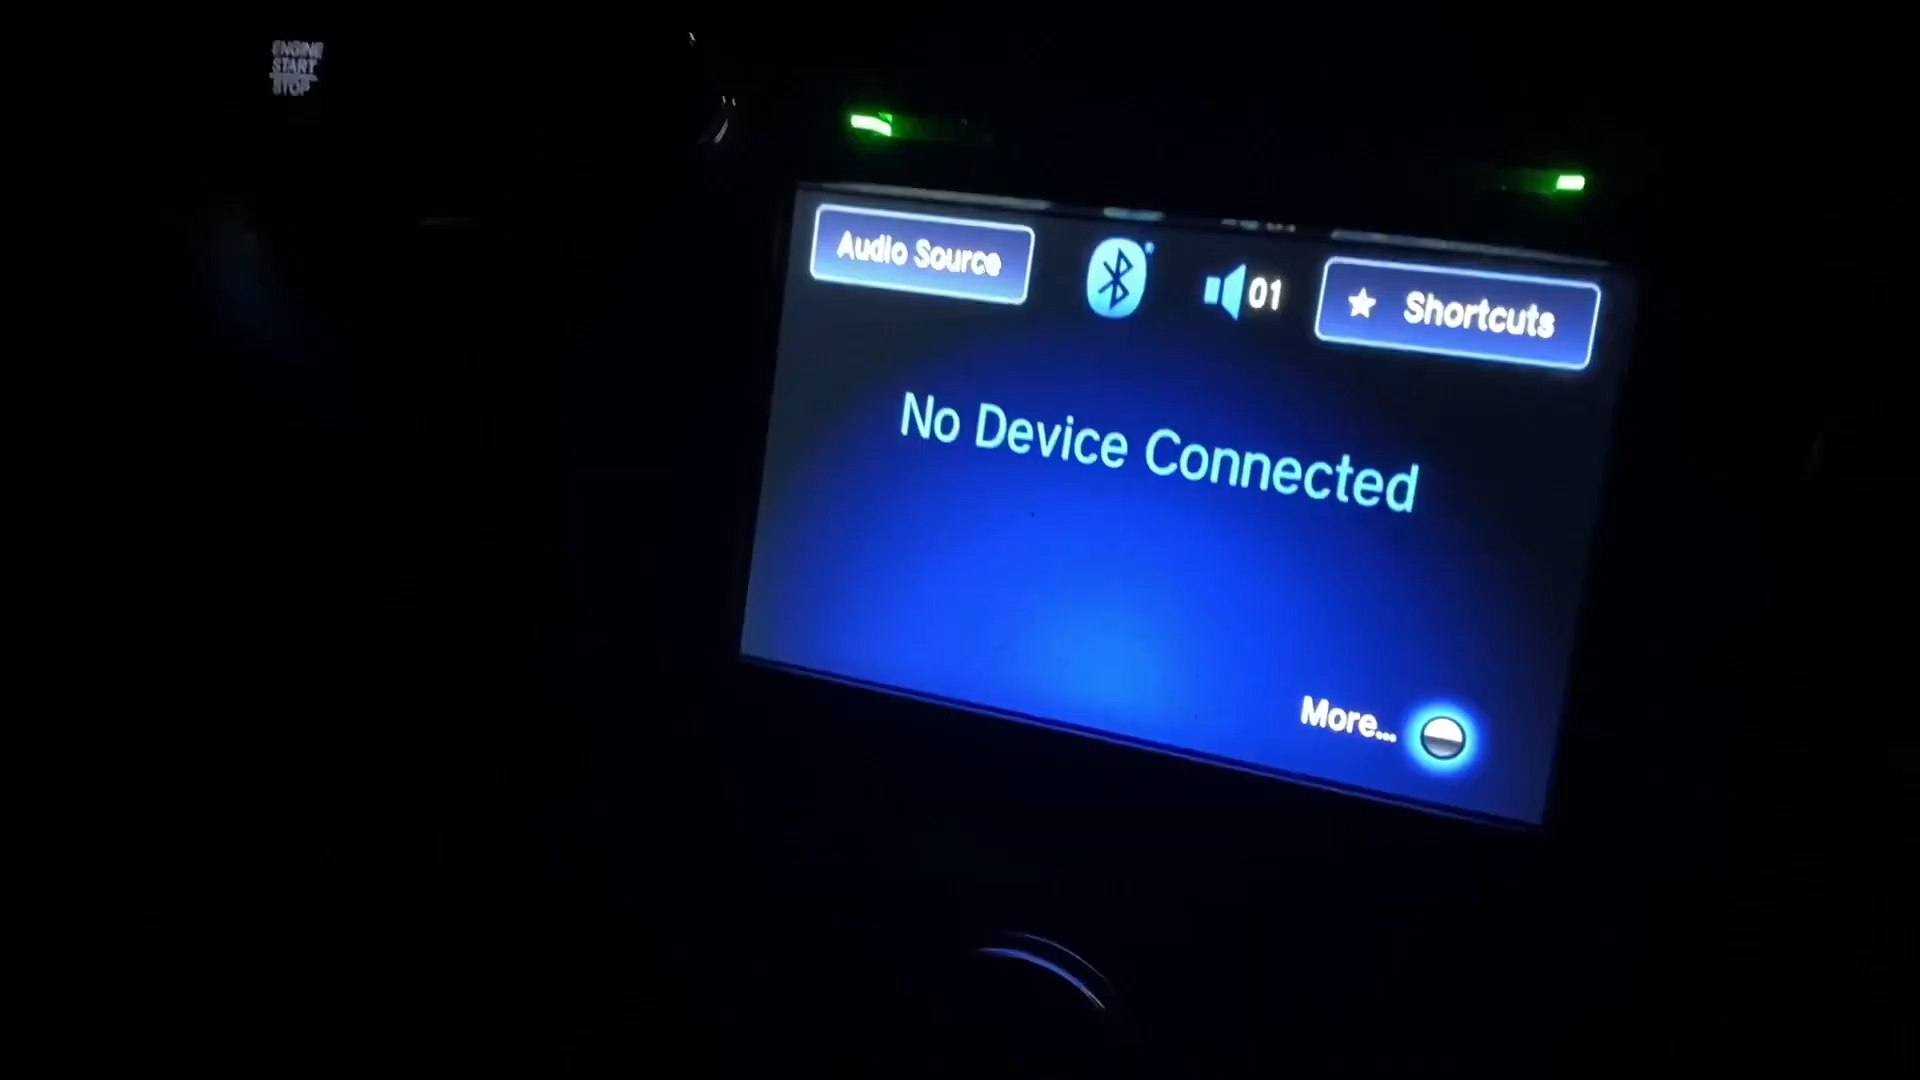 ENGINE
START
STOP
Audio Source
01
Shortcuts
No Device Connected
More...